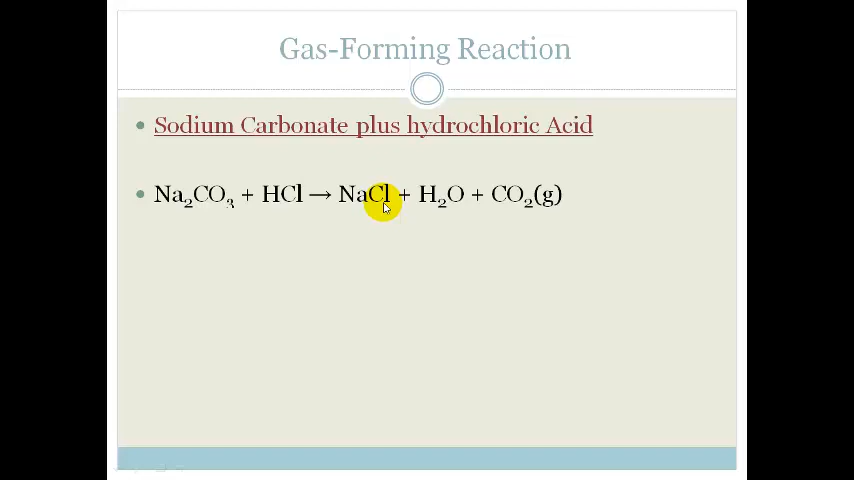 Gas-Forming Reaction
• Sodium Carbonate plus hydrochloric Acid
• Na₂CO₃ + HCl → NaCl + H₂O + CO₂(g)